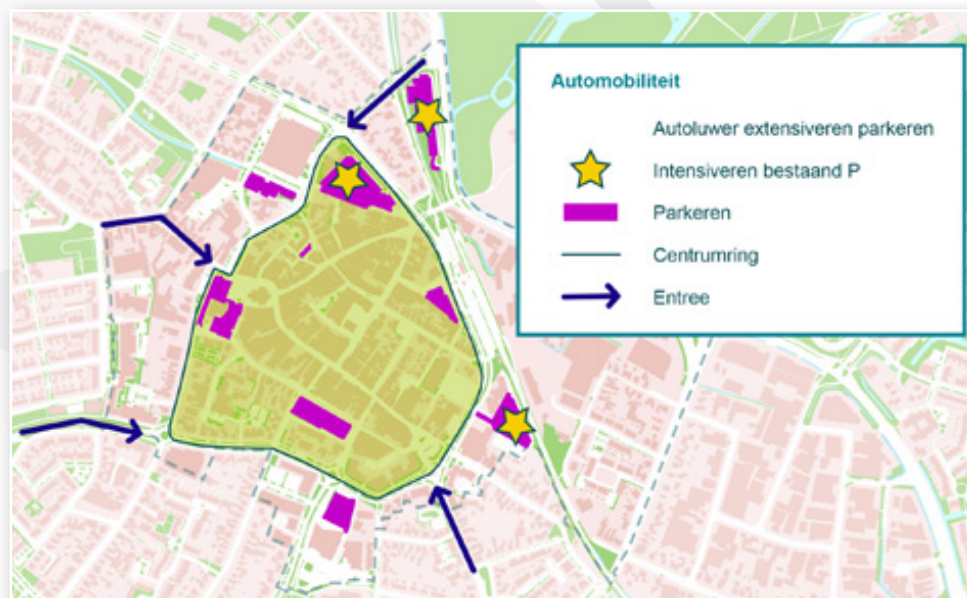 Automobiliteit
Autoluwer extensiveren parkeren
Intensiveren bestaand P
Parkeren
Centrumring
Entree